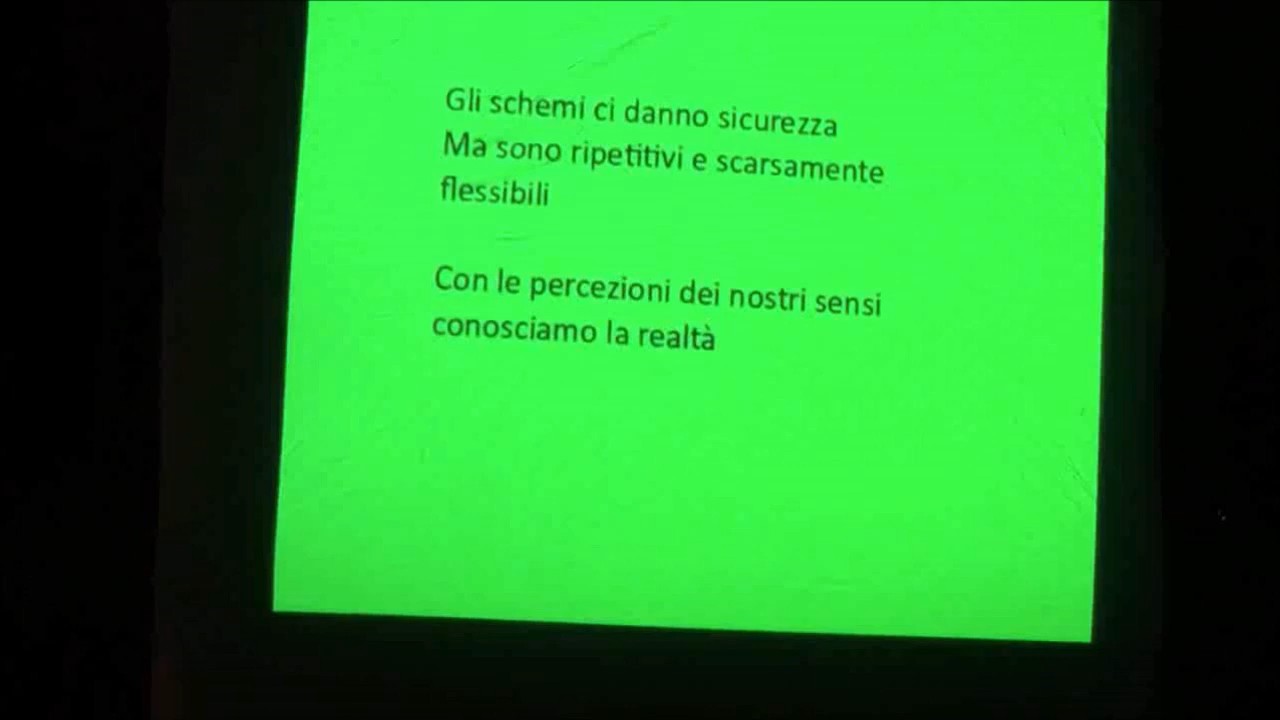 Gli schemi ci danno sicurezza
Ma sono ripetitivi e scarsamente
flessibili
Con le percezioni dei nostri sensi
conosciamo la realtà